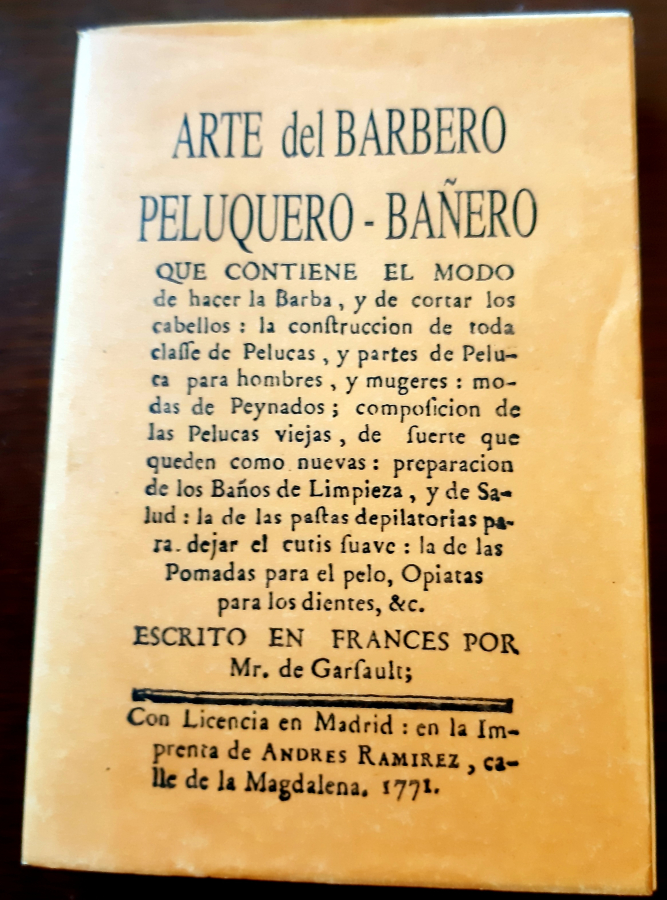 ARTE del BARBERO
PELUQUERO - BAÑERO
QUE CONTIENE EL MODO
de hacer la Barba, y de cortar los
cabellos : la conſtruccion de toda
claſſe de Pelucas, y partes de Pelu-
ca para hombres, y mugeres : mo-
das de Peynados ; compoſicion de
las Pelucas viejas, de ſuerte que
queden como nuevas : preparacion
de los Baños de Limpieza, y de Sa-
lud : la de las paſtas depilatorias pa-
ra dejar el cutis ſuave : la de las
Pomadas para el pelo, Opiatas
para los dientes, &c.
ESCRITO EN FRANCES POR
Mr. de Garſault;
Con Licencia en Madrid : en la Im-
prenta de ANDRES RAMIREZ, ca-
lle de la Magdalena. 1771.